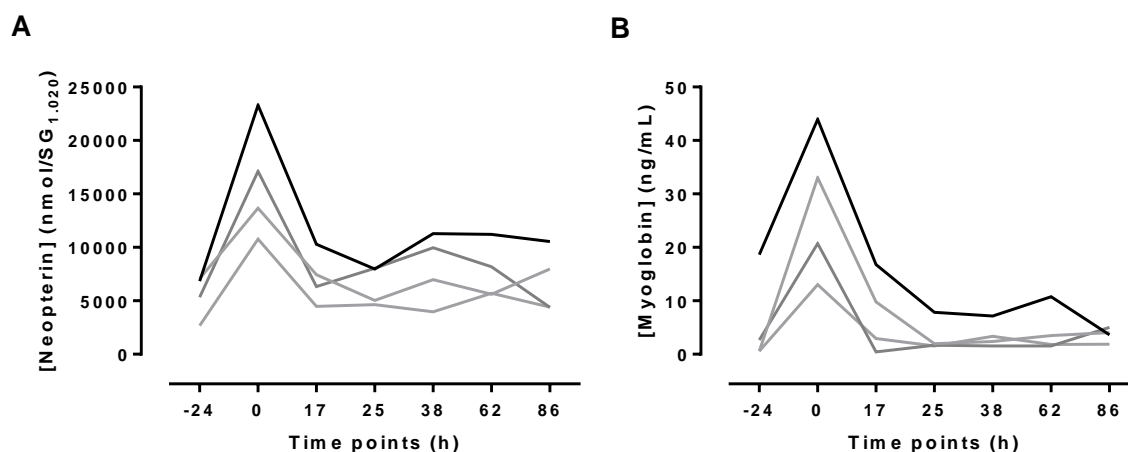 A
[Neopterin] (nmol/SG1.020)
25000
20000
15000
10000
5000
0
-24 0 17 25 38 62 86
Time points (h)
B
[Myoglobin] (ng/mL)
50
40
30
20
10
0
-24 0 17 25 38 62 86
Time points (h)